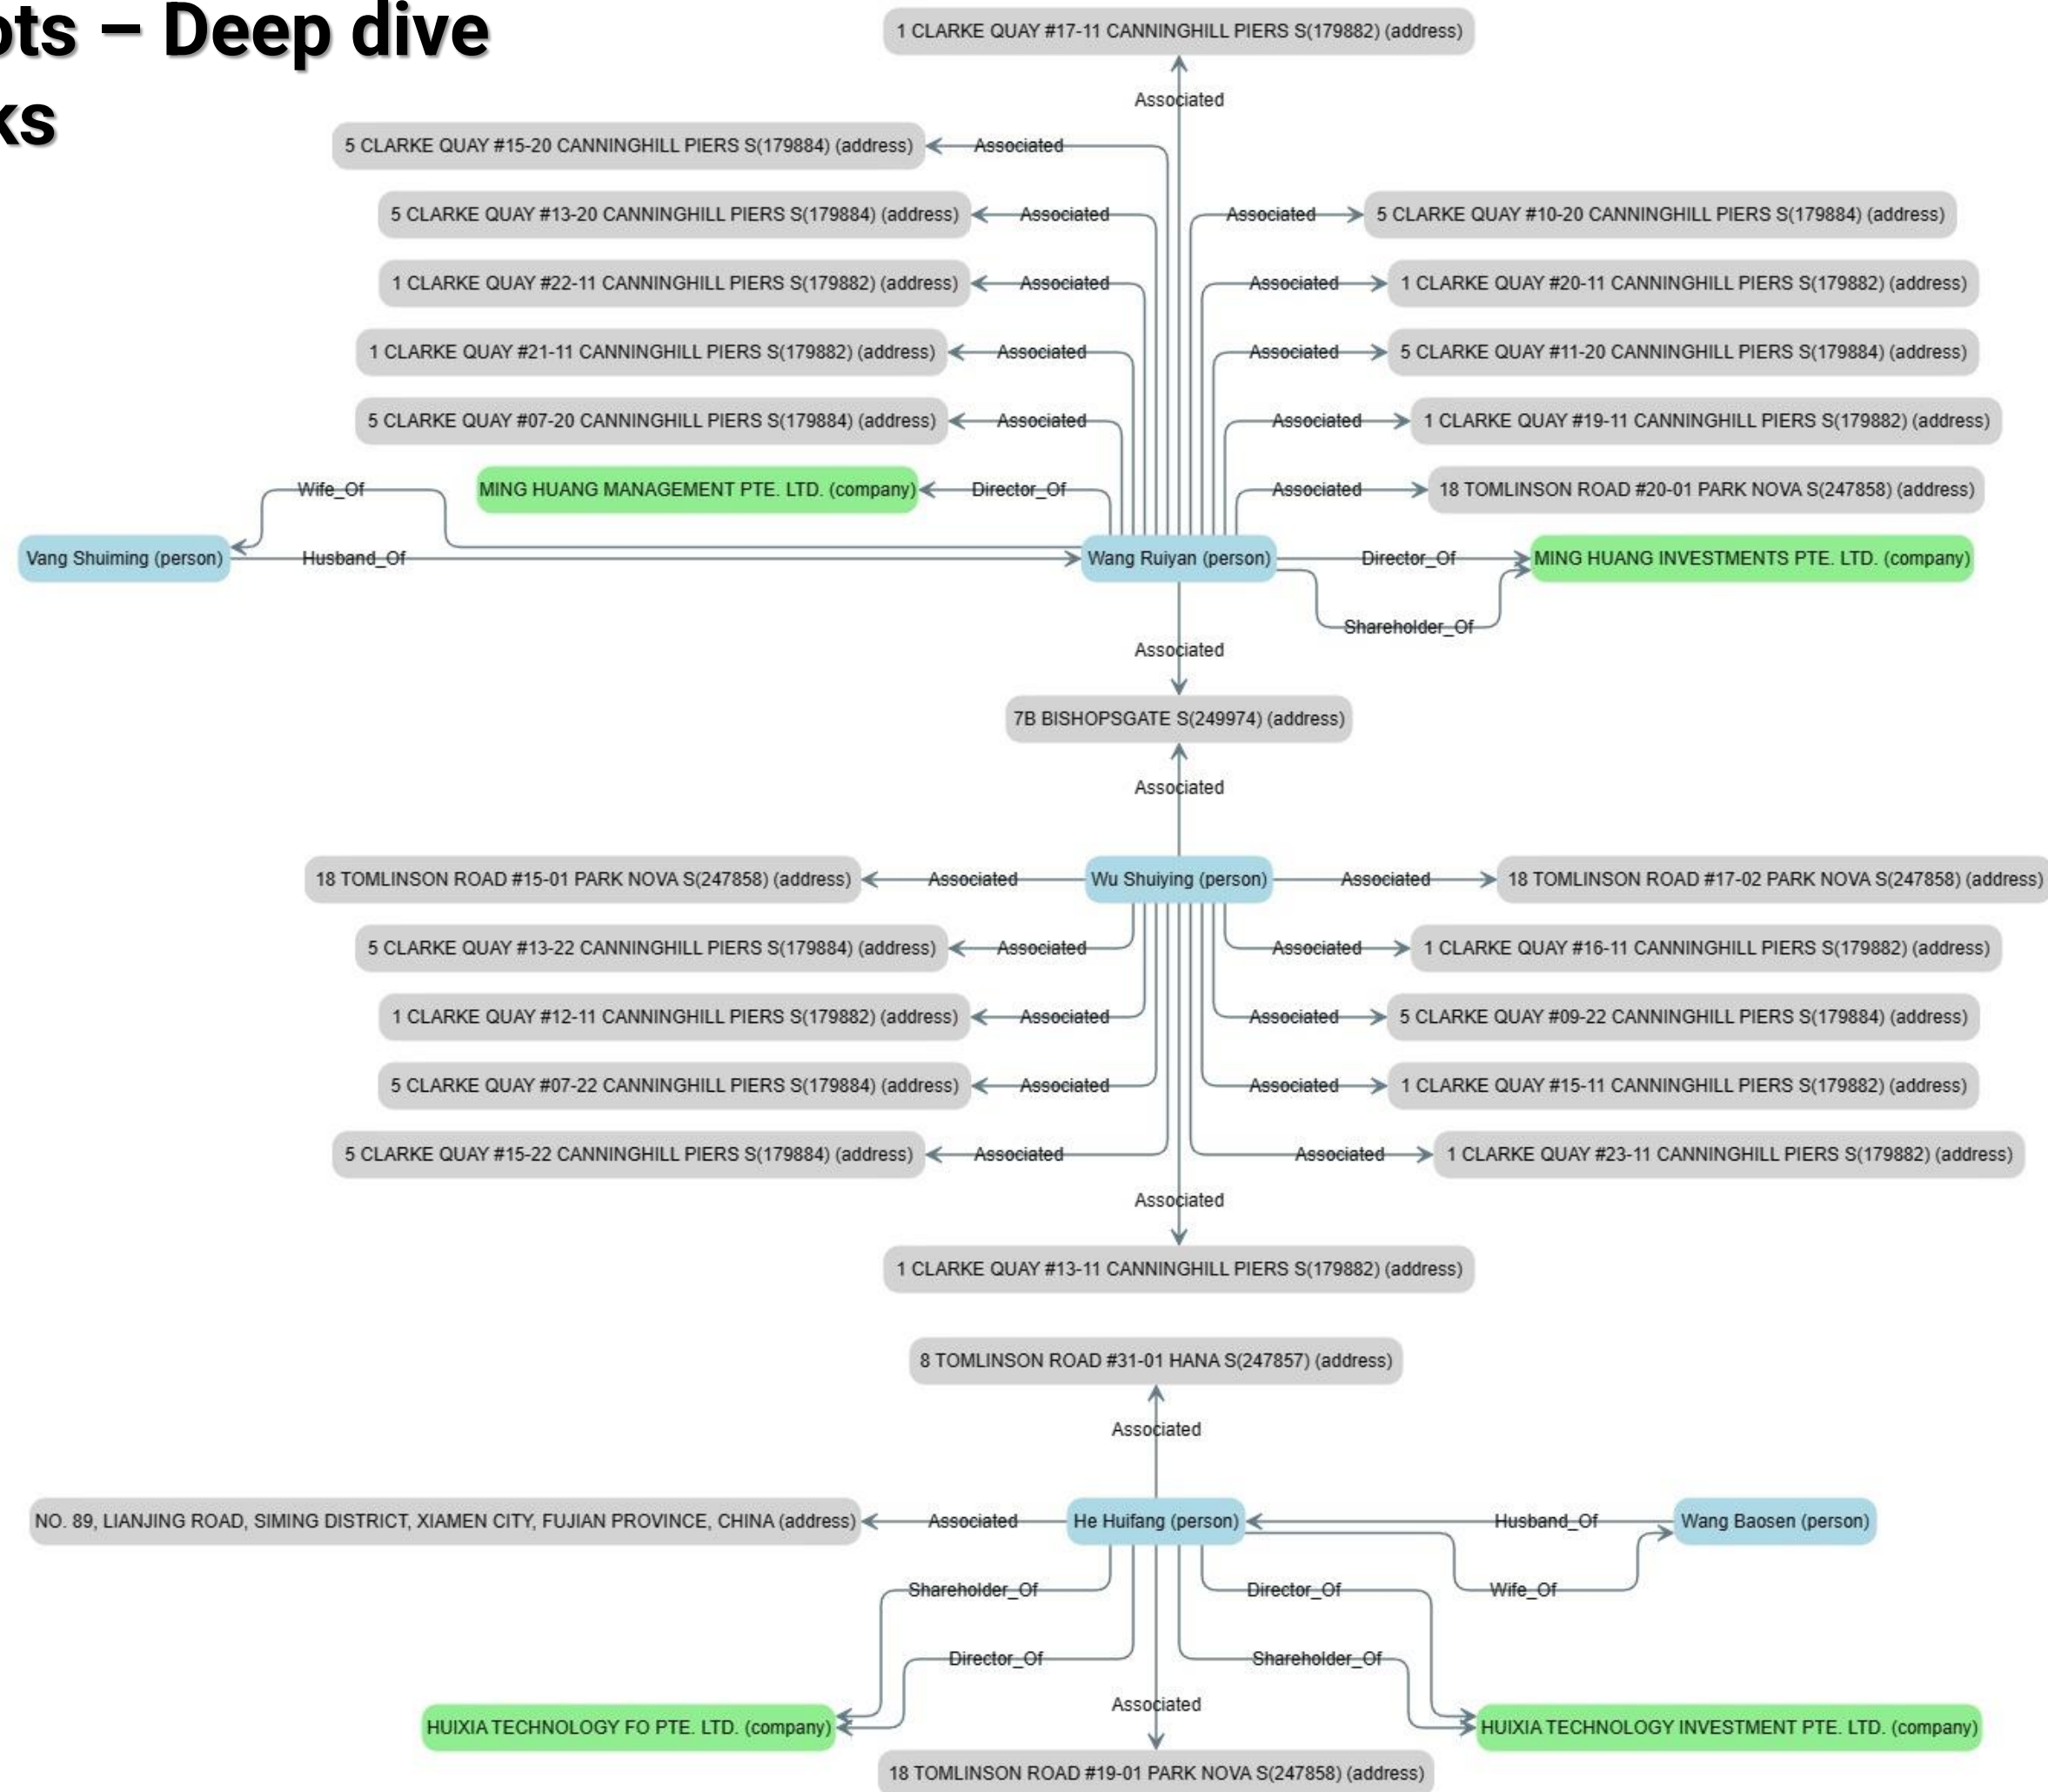 ots – Deep dive
ks
1 CLARKE QUAY #17-11 CANNINGHILL PIERS S(179882) (address)
Associated
5 CLARKE QUAY #15-20 CANNINGHILL PIERS S(179884) (address)
Associated
5 CLARKE QUAY #13-20 CANNINGHILL PIERS S(179884) (address)
Associated
Associated
5 CLARKE QUAY #10-20 CANNINGHILL PIERS S(179884) (address)
1 CLARKE QUAY #22-11 CANNINGHILL PIERS S(179882) (address)
Associated
Associated
1 CLARKE QUAY #20-11 CANNINGHILL PIERS S(179882) (address)
1 CLARKE QUAY #21-11 CANNINGHILL PIERS S(179882) (address)
Associated
Associated
5 CLARKE QUAY #11-20 CANNINGHILL PIERS S(179884) (address)
5 CLARKE QUAY #07-20 CANNINGHILL PIERS S(179884) (address)
Associated
Associated
1 CLARKE QUAY #19-11 CANNINGHILL PIERS S(179882) (address)
Wife_Of
MING HUANG MANAGEMENT PTE. LTD. (company)
Director_Of
Associated
18 TOMLINSON ROAD #20-01 PARK NOVA S(247858) (address)
Vang Shuiming (person)
Husband_Of
Wang Ruiyan (person)
Director_Of
MING HUANG INVESTMENTS PTE. LTD. (company)
Shareholder_Of
Associated
7B BISHOPSGATE S(249974) (address)
Associated
18 TOMLINSON ROAD #15-01 PARK NOVA S(247858) (address)
Associated
Wu Shuiying (person)
Associated
18 TOMLINSON ROAD #17-02 PARK NOVA S(247858) (address)
5 CLARKE QUAY #13-22 CANNINGHILL PIERS S(179884) (address)
Associated
Associated
1 CLARKE QUAY #16-11 CANNINGHILL PIERS S(179882) (address)
1 CLARKE QUAY #12-11 CANNINGHILL PIERS S(179882) (address)
Associated
Associated
5 CLARKE QUAY #09-22 CANNINGHILL PIERS S(179884) (address)
5 CLARKE QUAY #07-22 CANNINGHILL PIERS S(179884) (address)
Associated
Associated
1 CLARKE QUAY #15-11 CANNINGHILL PIERS S(179882) (address)
5 CLARKE QUAY #15-22 CANNINGHILL PIERS S(179884) (address)
Associated
Associated
1 CLARKE QUAY #23-11 CANNINGHILL PIERS S(179882) (address)
Associated
1 CLARKE QUAY #13-11 CANNINGHILL PIERS S(179882) (address)
8 TOMLINSON ROAD #31-01 HANA S(247857) (address)
Associated
NO. 89, LIANJING ROAD, SIMING DISTRICT, XIAMEN CITY, FUJIAN PROVINCE, CHINA (address)
Associated
He Huifang (person)
Husband_Of
Wang Baosen (person)
Shareholder_Of
Director_Of
Wife_Of
Director_Of
Shareholder_Of
Associated
HUIXIA TECHNOLOGY FO PTE. LTD. (company)
HUIXIA TECHNOLOGY INVESTMENT PTE. LTD. (company)
18 TOMLINSON ROAD #19-01 PARK NOVA S(247858) (address)